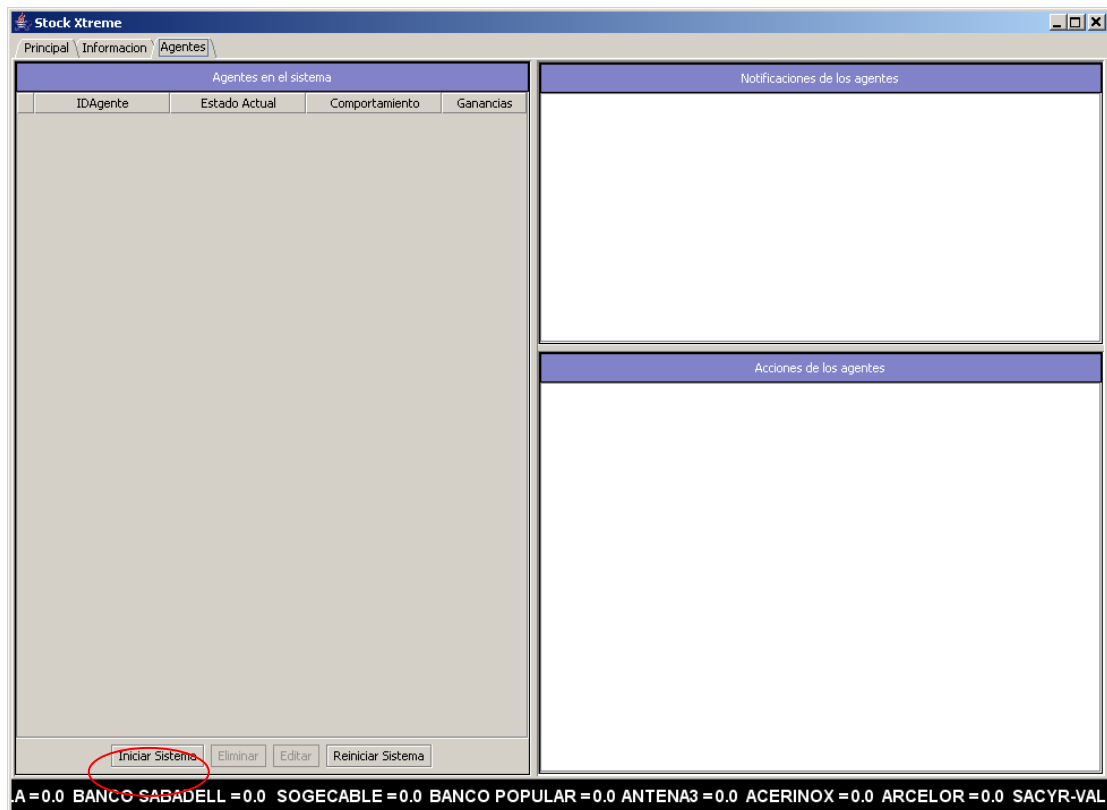 Stock Xtreme
Principal Informacion Agentes
Agentes en el sistema
IDAgente Estado Actual Comportamiento Ganancias
Iniciar Sistema Eliminar Editar Reiniciar Sistema
Notificaciones de los agentes
Acciones de los agentes
.A =0.0 BANCO SABADELL =0.0 SOGECABLE =0.0 BANCO POPULAR =0.0 ANTENA3 =0.0 ACERINOX =0.0 ARCELOR =0.0 SACYR-VAL